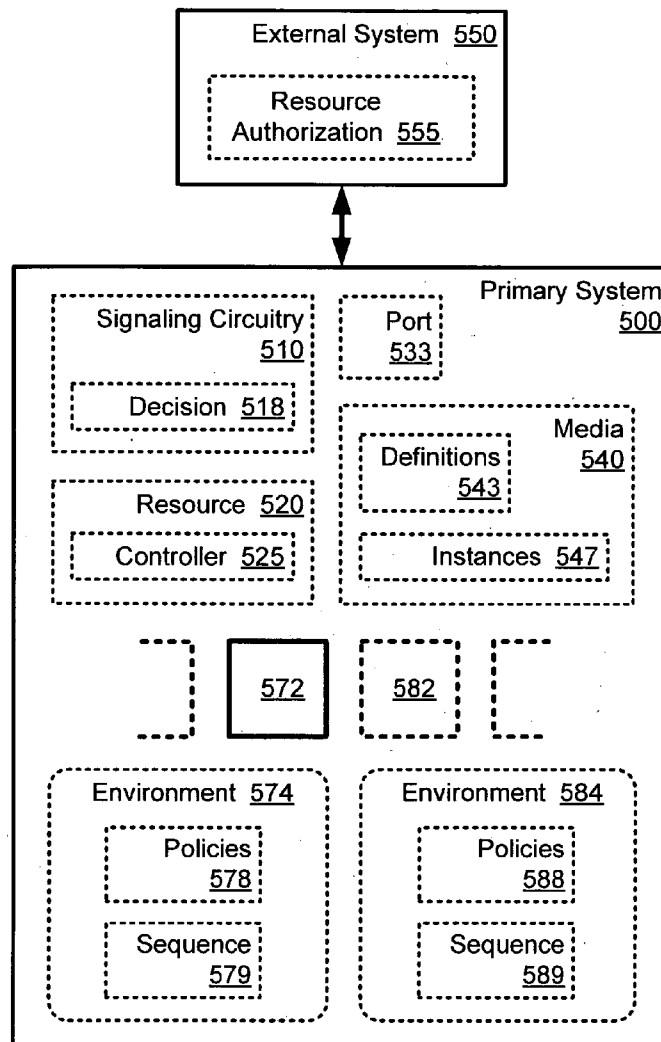 External System 550
Resource
Authorization 555
Primary System
500
Signaling Circuitry
510
Decision 518
Port
533
Media
540
Definitions
543
Instances 547
Resource 520
Controller 525
572
582
Environment 574
Policies
578
Sequence
579
Environment 584
Policies
588
Sequence
589